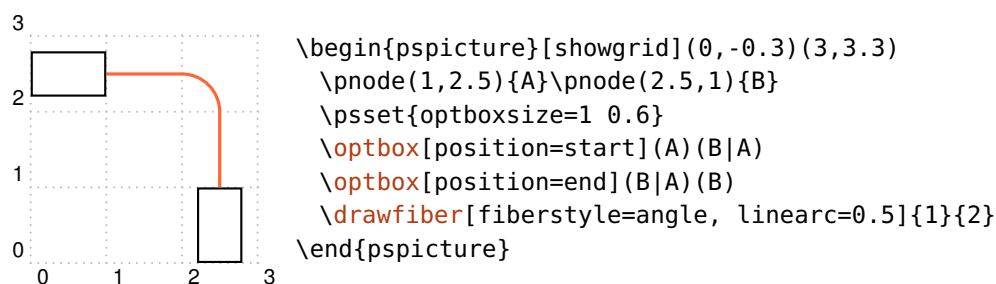 3
2
1
0
0 1 2 3
\begin{pspicture}[showgrid](0,-0.3)(3,3.3)
  \pnode(1,2.5){A}\pnode(2.5,1){B}
  \psset{optboxsize=1 0.6}
  \optbox[position=start](A)(B|A)
  \optbox[position=end](B|A)(B)
  \drawfiber[fiberstyle=angle, linearc=0.5]{1}{2}
\end{pspicture}